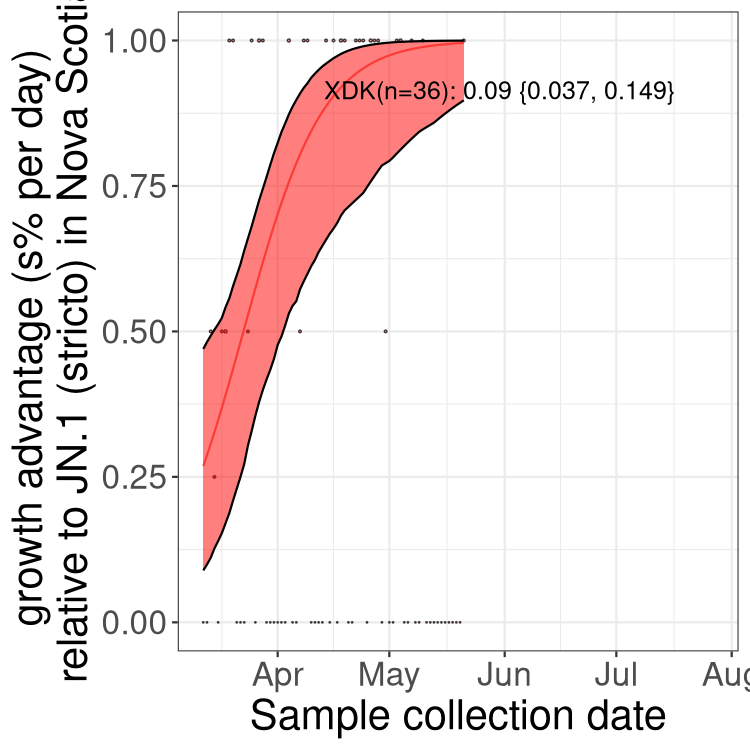 growth advantage (s% per day)
relative to JN.1 (stricto) in Nova Scotia
1.00
0.75
0.50
0.25
0.00
XDK(n=36): 0.09 {0.037, 0.149}
Apr
May
Jun
Jul
Aug
Sample collection date